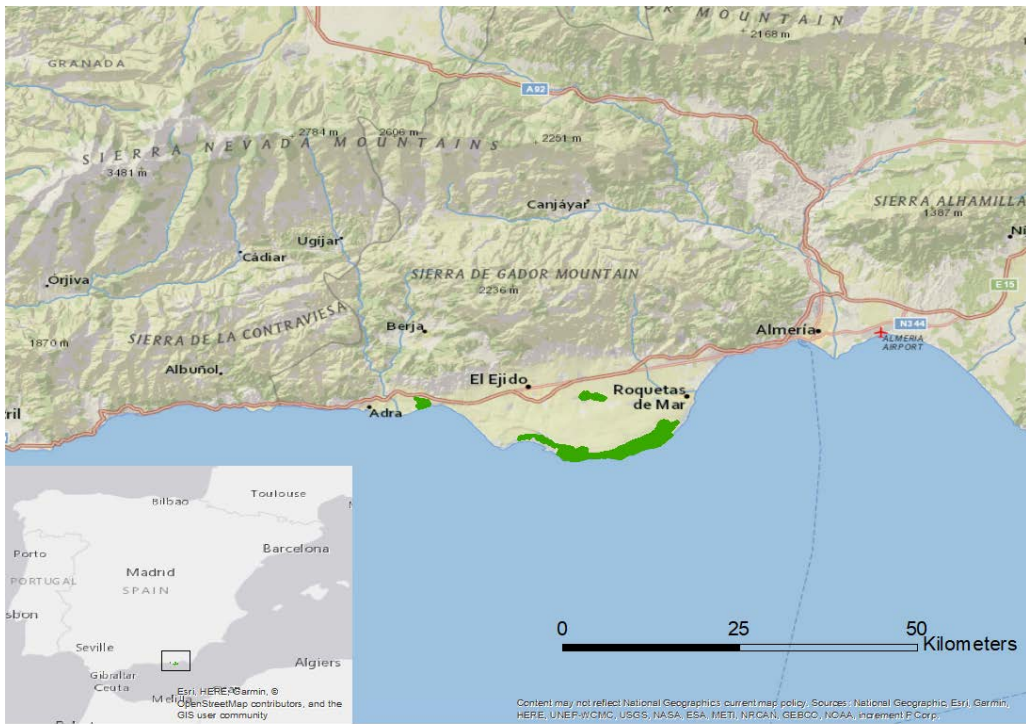 OR MOUNTAIN
2168 m
GRANADA
A92
2784 m
2606 m
2251 m
SIERRA NEVADA MOUNTAINS
3481 m
SIERRA ALHAMILLA
1387 m
Canjáyar
Ugíjar
Cádiar
Órjiva
SIERRA DE GADOR MOUNTAIN
2236 m
E15
SIERRA DE LA CONTRAVIESA
1870 m
Berja
Almería
N344
ALMERIA
AIRPORT
Albuñol
El Ejido
Roquetas
de Mar
Adra
ril
Toulouse
Bilbao
Porto
Barcelona
PORTUGAL
Madrid
SPAIN
sbon
Seville
Gibraltar
Ceuta
Algiers
Melilla
Esri, HERE, Garmin, ©
OpenStreetMap contributors, and the
GIS user community
0 25 50
Kilometers
Content may not reflect National Geographic's current map policy. Sources: National Geographic, Esri, Garmin,
HERE, UNEP-WCMC, USGS, NASA, ESA, METI, NRCAN, GEBCO, NOAA, increment P Corp.